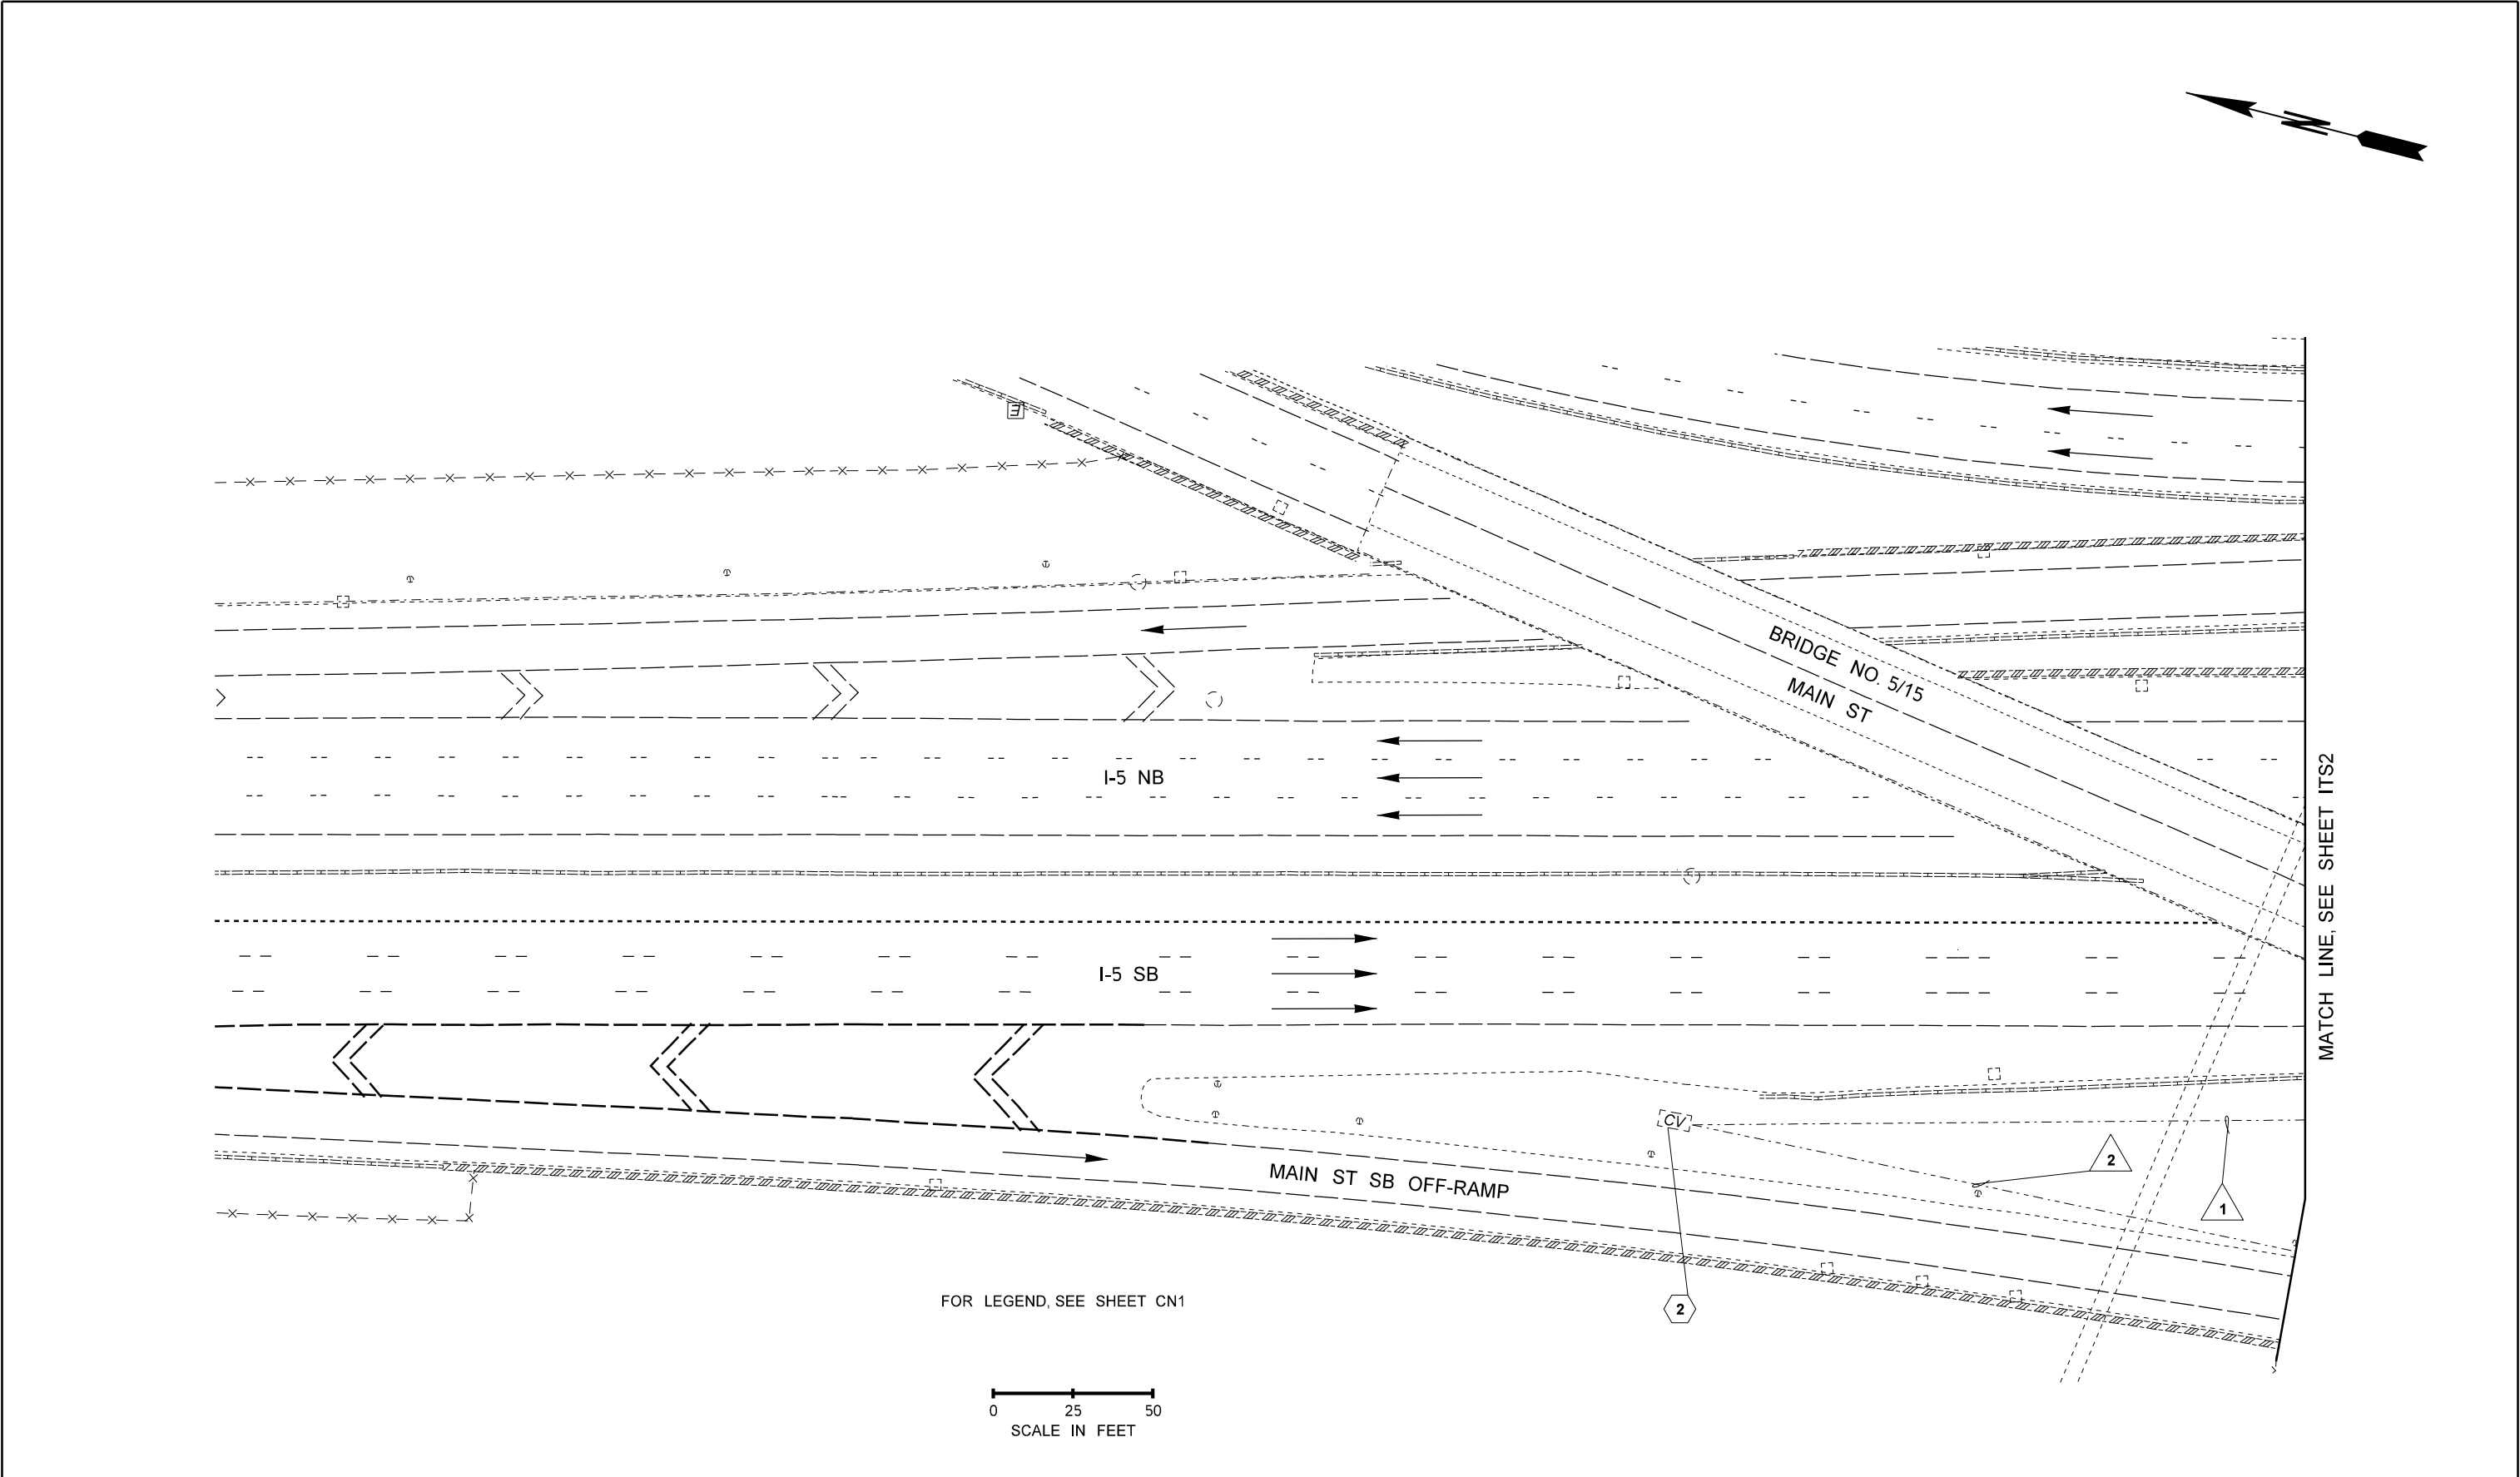 N
E
BRIDGE NO. 5/15
MAIN ST
I-5 NB
MATCH LINE, SEE SHEET ITS2
I-5 SB
CV
2
1
MAIN ST SB OFF-RAMP
2
FOR LEGEND, SEE SHEET CN1
0 25 50
SCALE IN FEET